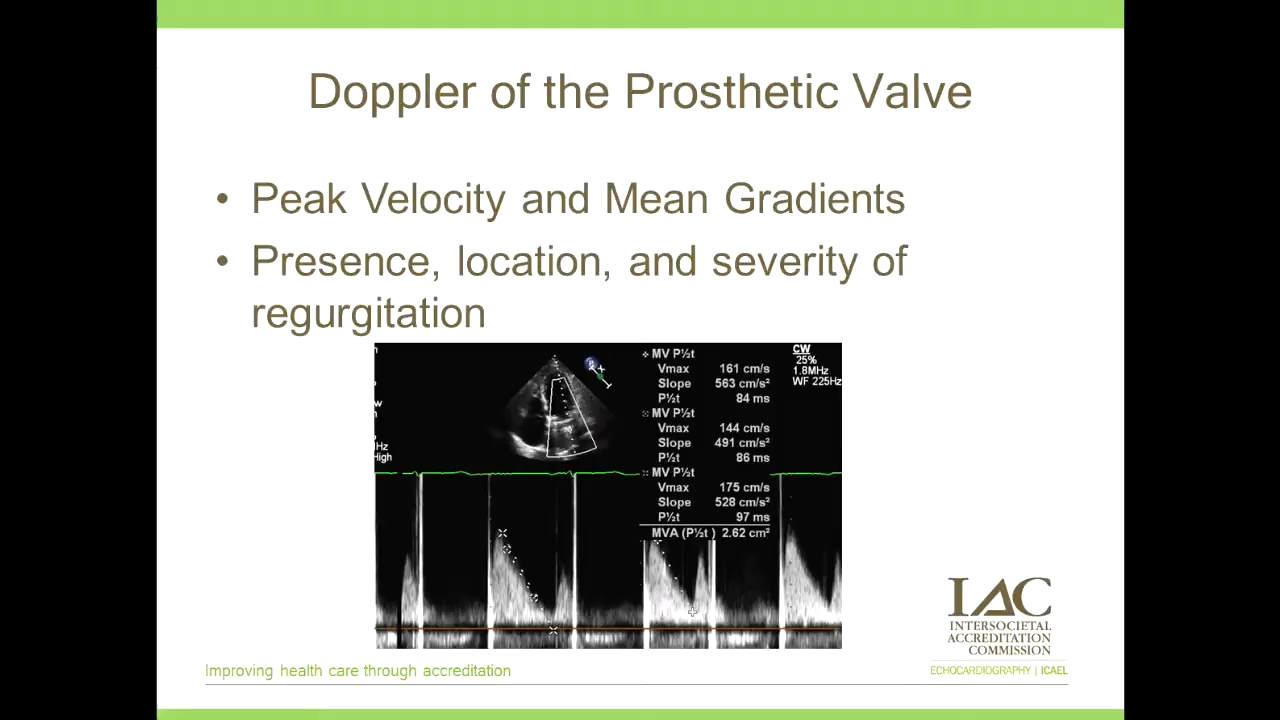 Doppler of the Prosthetic Valve
• Peak Velocity and Mean Gradients
• Presence, location, and severity of
regurgitation
MV P½t
Vmax 161 cm/s
Slope 563 cm/s²
P½t 84 ms
MV P½t
Vmax 144 cm/s
Slope 491 cm/s²
P½t 86 ms
MV P½t
Vmax 175 cm/s
Slope 528 cm/s²
P½t 97 ms
MVA (P½t ) 2.62 cm²
CW
25%
1.8MHz
WF 225Hz
High
IAC
INTERSOCIETAL
ACCREDITATION
COMMISSION
ECHOCARDIOGRAPHY | ICAEL
Improving health care through accreditation